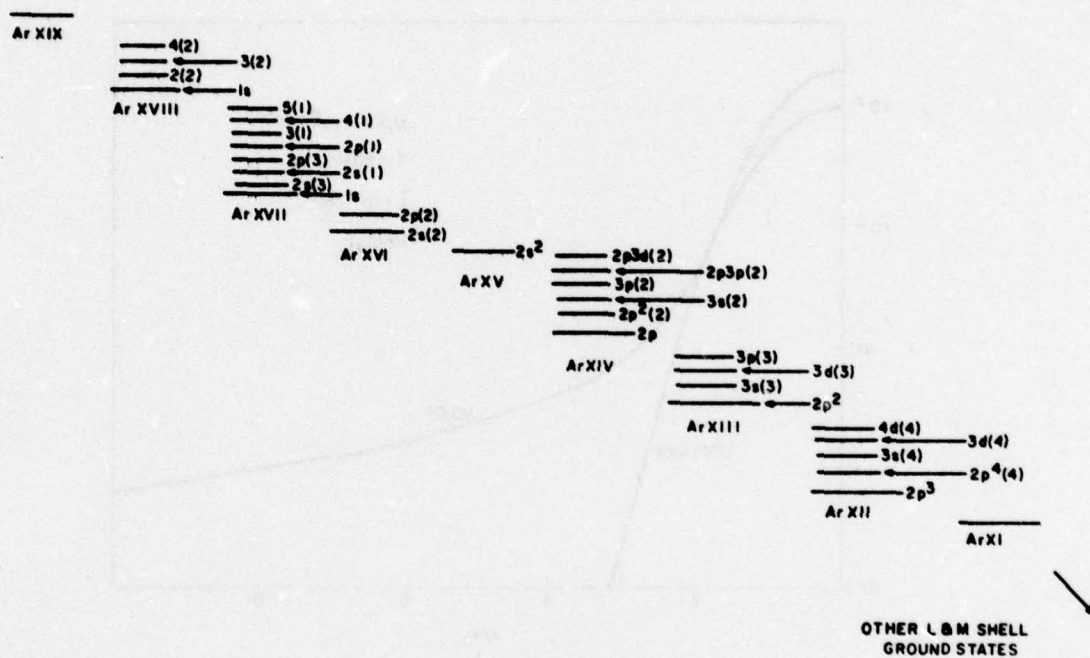 Ar XIX
4(2)
3(2)
2(2)
1s
Ar XVIII
5(1)
4(1)
3(1)
2p(1)
2p(3)
2s(1)
2s(3)
1s
Ar XVII
2p(2)
2s(2)
Ar XVI
2s²
Ar XV
2p3d(2)
2p3p(2)
3p(2)
3s(2)
2p²(2)
2p
Ar XIV
3p(3)
3d(3)
3s(3)
2p²
Ar XIII
4d(4)
3d(4)
3s(4)
2p⁴(4)
2p³
Ar XII
Ar XI
OTHER L & M SHELL
GROUND STATES